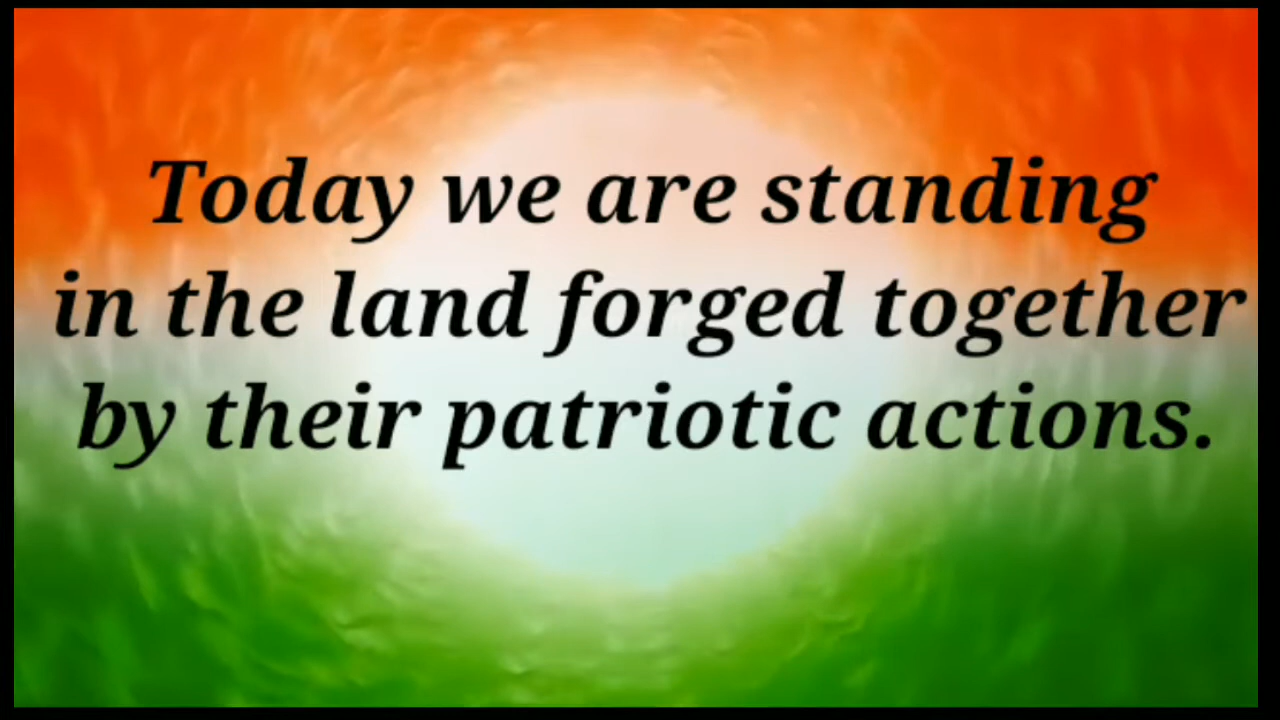 Today we are standing
in the land forged together
by their patriotic actions.